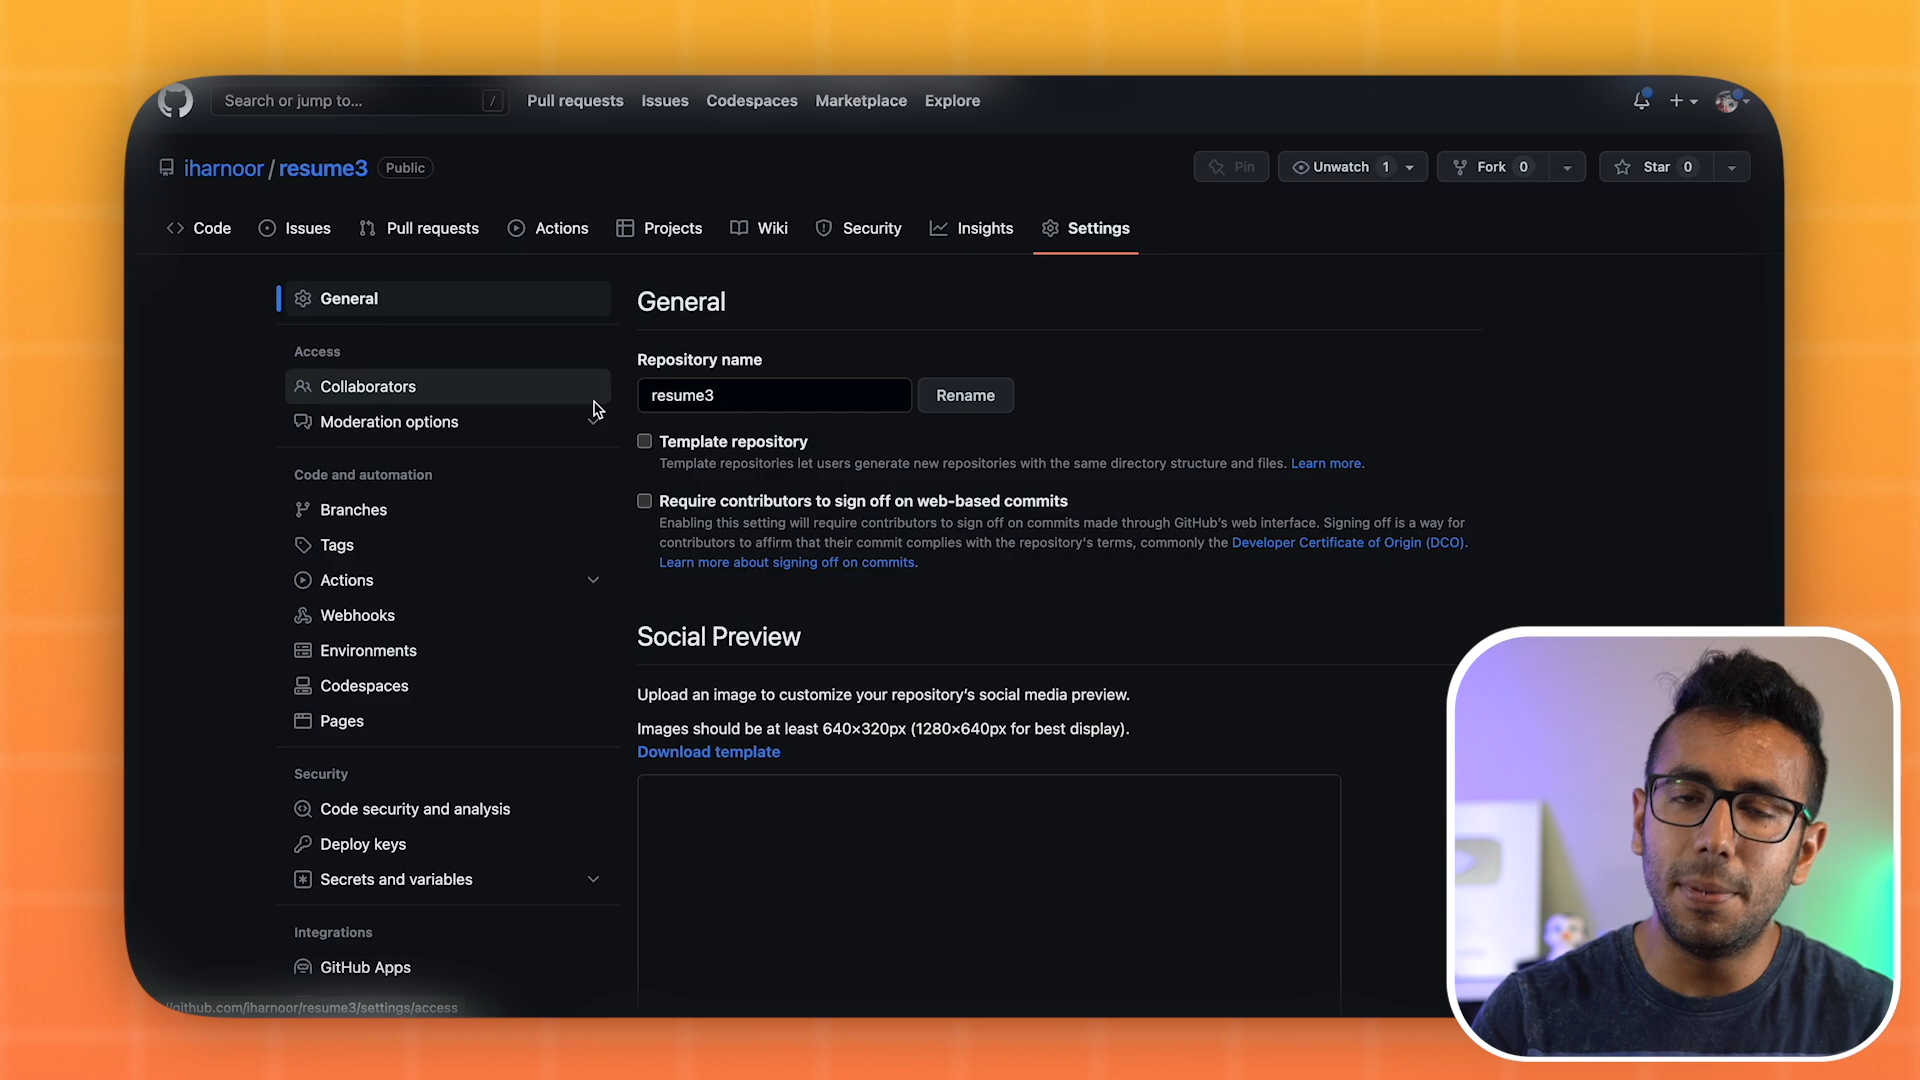 Search or jump to... /
Pull requests Issues Codespaces Marketplace Explore
iharnoor / resume3 Public
Pin Unwatch 1 Fork 0 Star 0
Code Issues Pull requests Actions Projects Wiki Security Insights Settings
General
Access
Collaborators
Moderation options
Code and automation
Branches
Tags
Actions
Webhooks
Environments
Codespaces
Pages
Security
Code security and analysis
Deploy keys
Secrets and variables
Integrations
GitHub Apps
/github.com/iharnoor/resume3/settings/access
General
Repository name
resume3 Rename
Template repository
Template repositories let users generate new repositories with the same directory structure and files. Learn more.
Require contributors to sign off on web-based commits
Enabling this setting will require contributors to sign off on commits made through GitHub's web interface. Signing off is a way for
contributors to affirm that their commit complies with the repository's terms, commonly the Developer Certificate of Origin (DCO).
Learn more about signing off on commits.
Social Preview
Upload an image to customize your repository's social media preview.
Images should be at least 640×320px (1280×640px for best display).
Download template